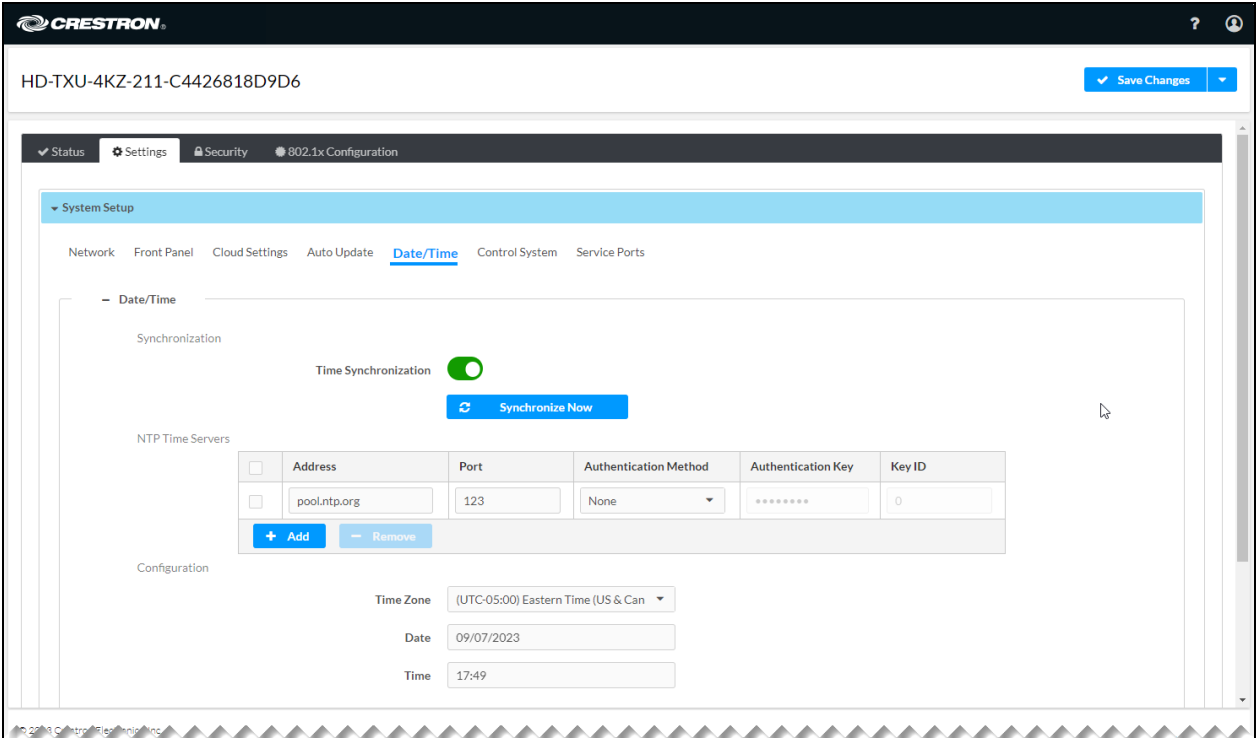 CRESTRON®
?
HD-TXU-4KZ-211-C4426818D9D6
Save Changes
Status Settings Security 802.1x Configuration
System Setup
Network Front Panel Cloud Settings Auto Update Date/Time Control System Service Ports
Date/Time
Synchronization
Time Synchronization
Synchronize Now
NTP Time Servers
Address Port Authentication Method Authentication Key Key ID
pool.ntp.org 123 None •••••••• 0
+ Add − Remove
Configuration
Time Zone (UTC-05:00) Eastern Time (US & Can
Date 09/07/2023
Time 17:49